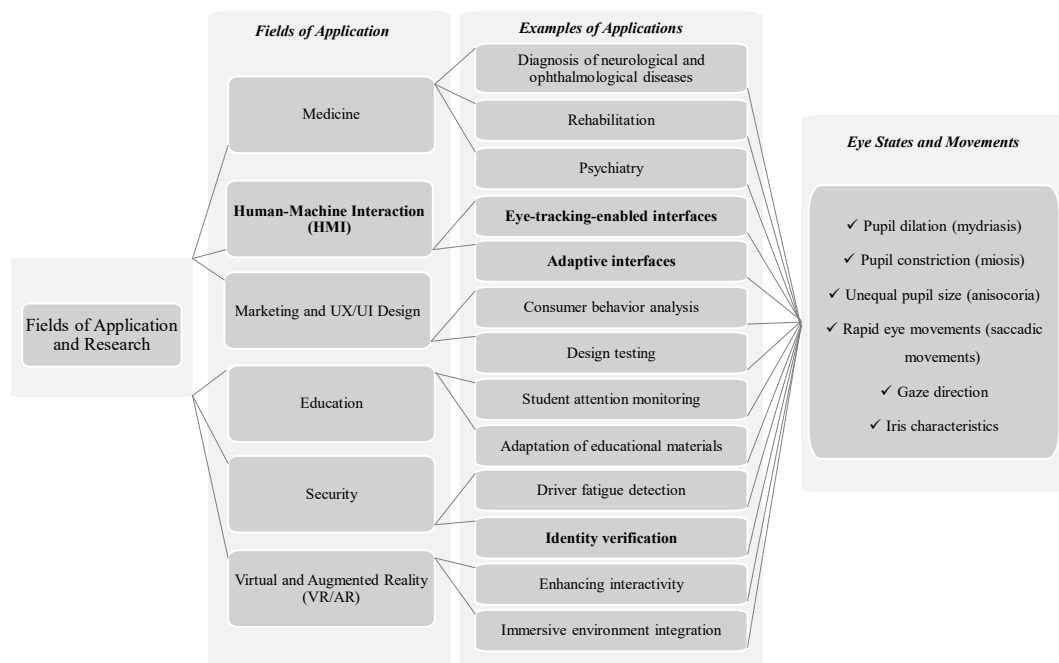 Fields of Application
and Research
Fields of Application
Medicine
Human-Machine Interaction
(HMI)
Marketing and UX/UI Design
Education
Security
Virtual and Augmented Reality
(VR/AR)
Examples of Applications
Diagnosis of neurological and
ophthalmological diseases
Rehabilitation
Psychiatry
Eye-tracking-enabled interfaces
Adaptive interfaces
Consumer behavior analysis
Design testing
Student attention monitoring
Adaptation of educational materials
Driver fatigue detection
Identity verification
Enhancing interactivity
Immersive environment integration
Eye States and Movements
✓ Pupil dilation (mydriasis)
✓ Pupil constriction (miosis)
✓ Unequal pupil size (anisocoria)
✓ Rapid eye movements (saccadic
movements)
✓ Gaze direction
✓ Iris characteristics